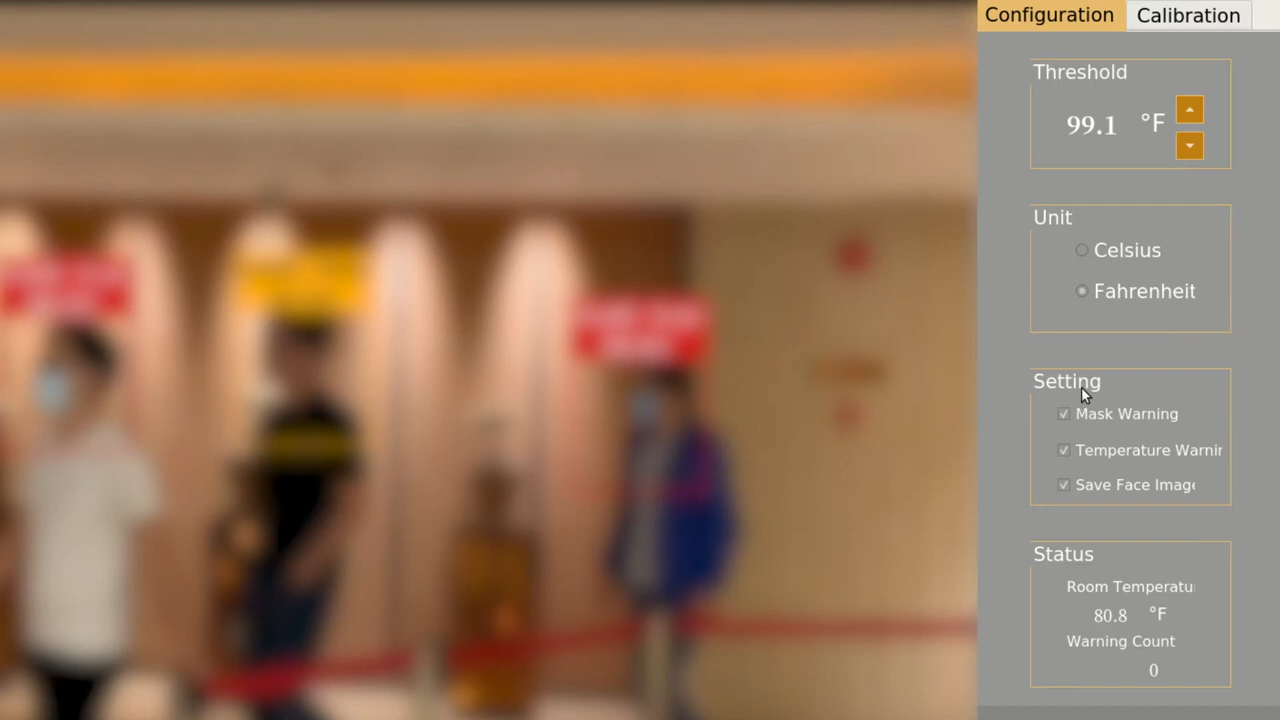 Configuration
Calibration
Threshold
99.1 °F
Unit
Celsius
Fahrenheit
Setting
Mask Warning
Temperature Warnin
Save Face Image
Status
Room Temperatu
80.8 °F
Warning Count
0